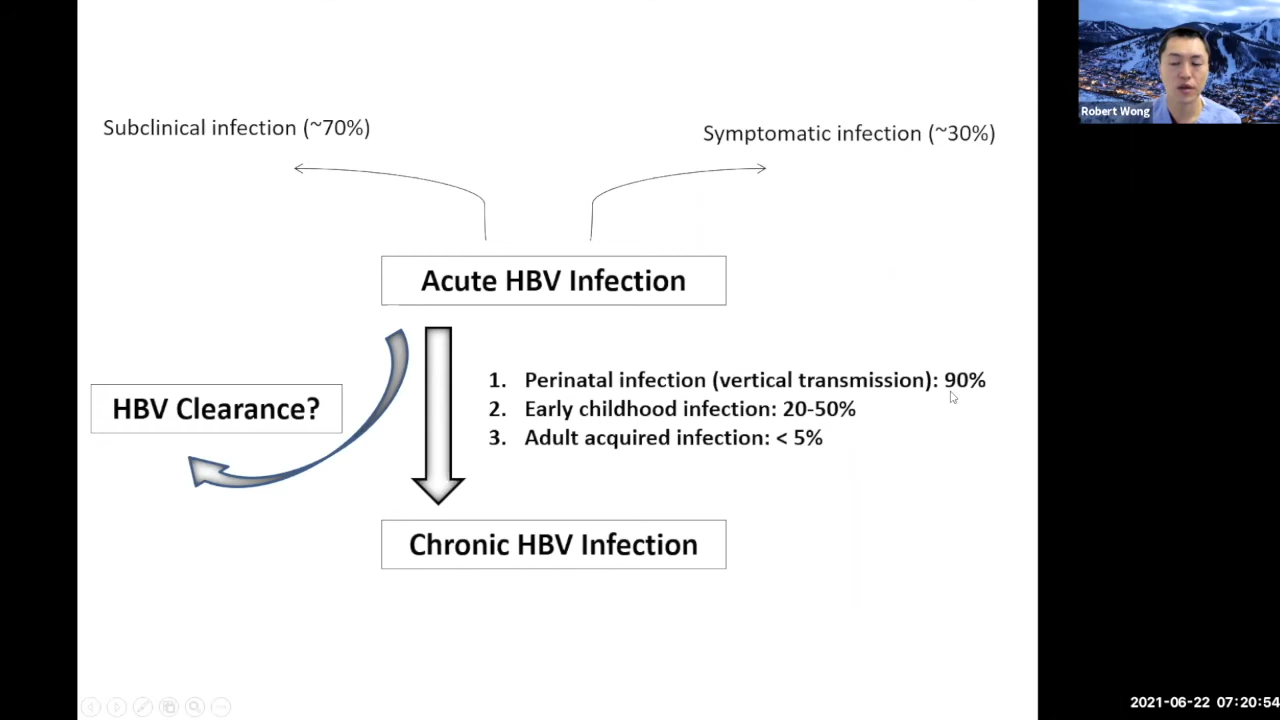 Subclinical infection (~70%)
Symptomatic infection (~30%)
Robert Wong
Acute HBV Infection
HBV Clearance?
1. Perinatal infection (vertical transmission): 90%
2. Early childhood infection: 20-50%
3. Adult acquired infection: < 5%
Chronic HBV Infection
2021-06-22 07:20:54